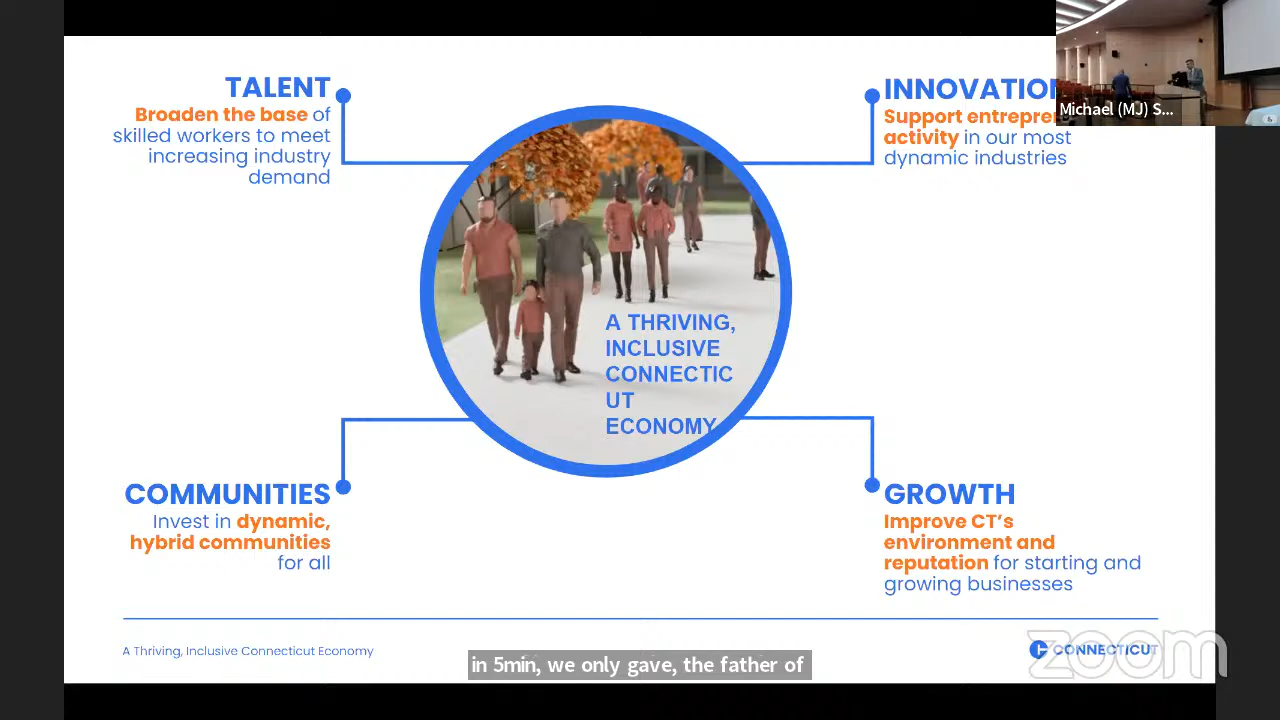 TALENT
Broaden the base of
skilled workers to meet
increasing industry
demand
INNOVATION
Support entrepre
activity in our most
dynamic industries
Michael (MJ) S...
A THRIVING,
INCLUSIVE
CONNECTIC
UT
ECONOMY
COMMUNITIES
Invest in dynamic,
hybrid communities
for all
GROWTH
Improve CT's
environment and
reputation for starting and
growing businesses
A Thriving, Inclusive Connecticut Economy
in 5min, we only gave, the father of
CONNECTICUT
zoom